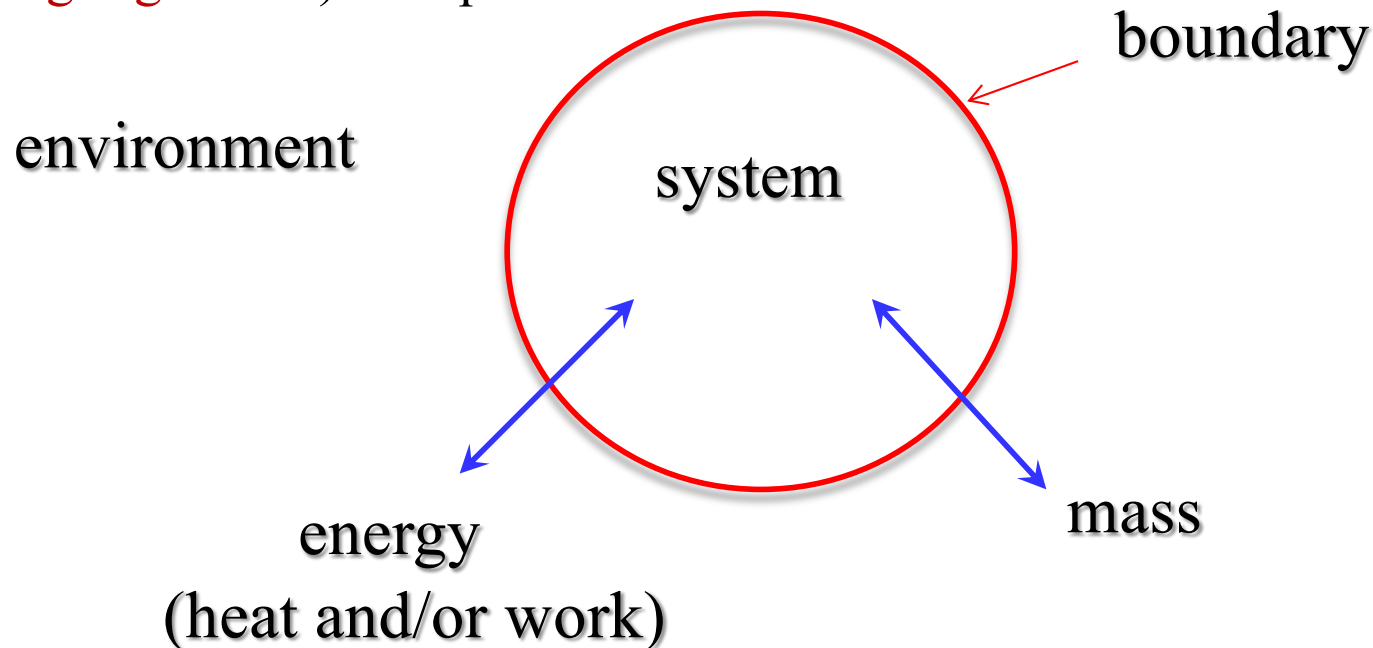 boundary
environment
system
energy
mass
(heat and/or work)